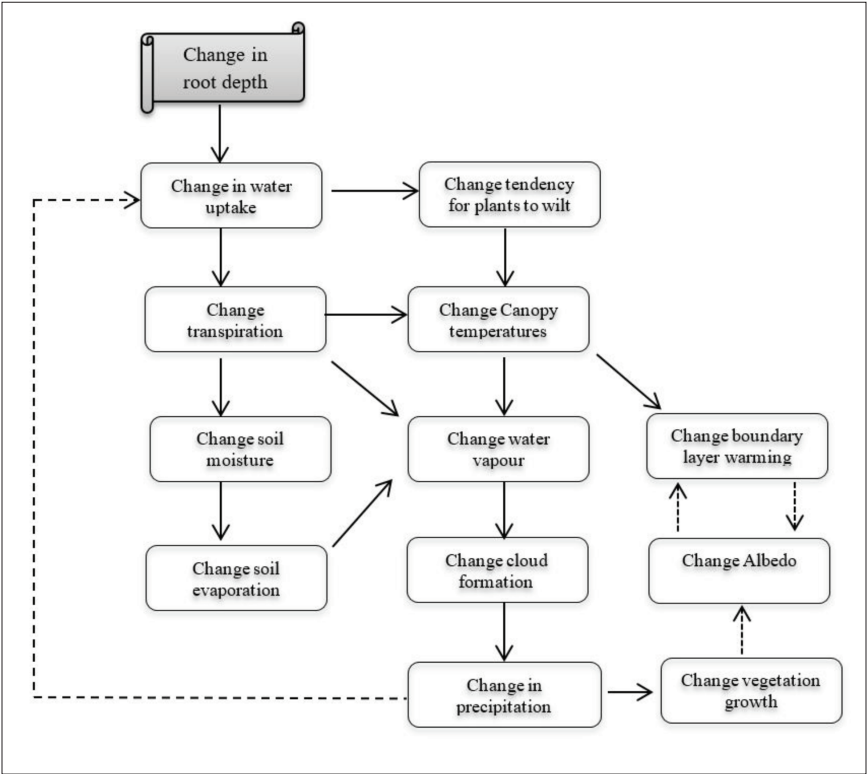 Change in
root depth
Change in water
uptake
Change tendency
for plants to wilt
Change
transpiration
Change Canopy
temperatures
Change soil
moisture
Change water
vapour
Change boundary
layer warming
Change soil
evaporation
Change cloud
formation
Change Albedo
Change in
precipitation
Change vegetation
growth